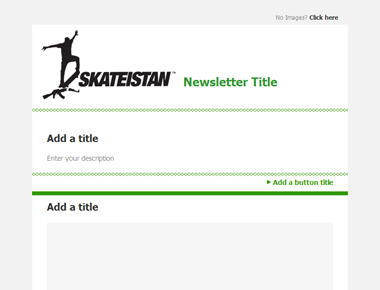 No Images? Click here
SKATEISTAN™ Newsletter Title
Add a title
Enter your description
Add a button title
Add a title